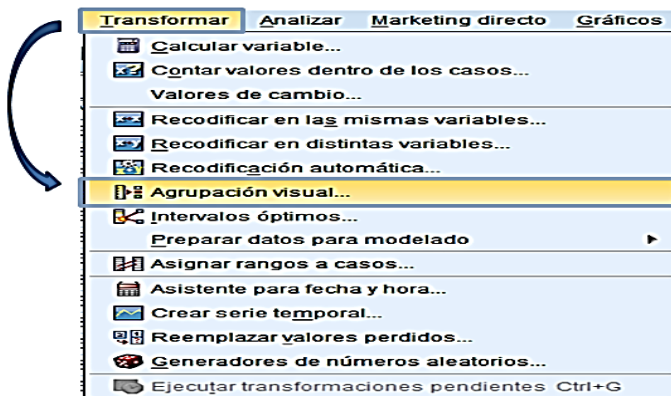 Transformar Analizar Marketing directo Gráficos
Calcular variable...
Contar valores dentro de los casos...
Valores de cambio...
Recodificar en las mismas variables...
Recodificar en distintas variables...
Recodificación automática...
Agrupación visual...
Intervalos óptimos...
Preparar datos para modelado
Asignar rangos a casos...
Asistente para fecha y hora...
Crear serie temporal...
Reemplazar valores perdidos...
Generadores de números aleatorios...
Ejecutar transformaciones pendientes Ctrl+G